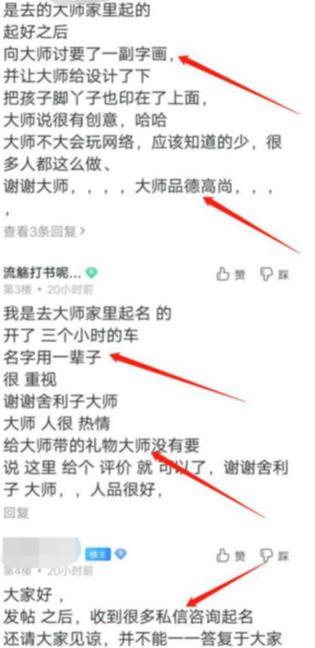 是去的大师家里起的
起好之后
向大师讨要了一副字画，
并让大师给设计了下
把孩子脚丫子也印在了上面，
大师说很有创意，哈哈
大师不大会玩网络，应该知道的少，很
多人都这么做、
谢谢大师，，，，大师品德高尚，，，
，
查看3条回复>
流觞打书呢...
赞 踩
第3楼 • 20小时前
我是去大师家里起名 的
开了 三个小时的车
名字用一辈子
很 重视
谢谢舍利子大师
大师 人很 热情
给大师带的礼物大师没有要
说 这里 给个 评价 就 可以了，谢谢舍利
子 大师，，人品很好，
回复
楼主
赞 踩
第4楼 • 20小时前
大家好，
发帖 之后，收到很多私信咨询起名
还请大家见谅，并不能一一答复于大家